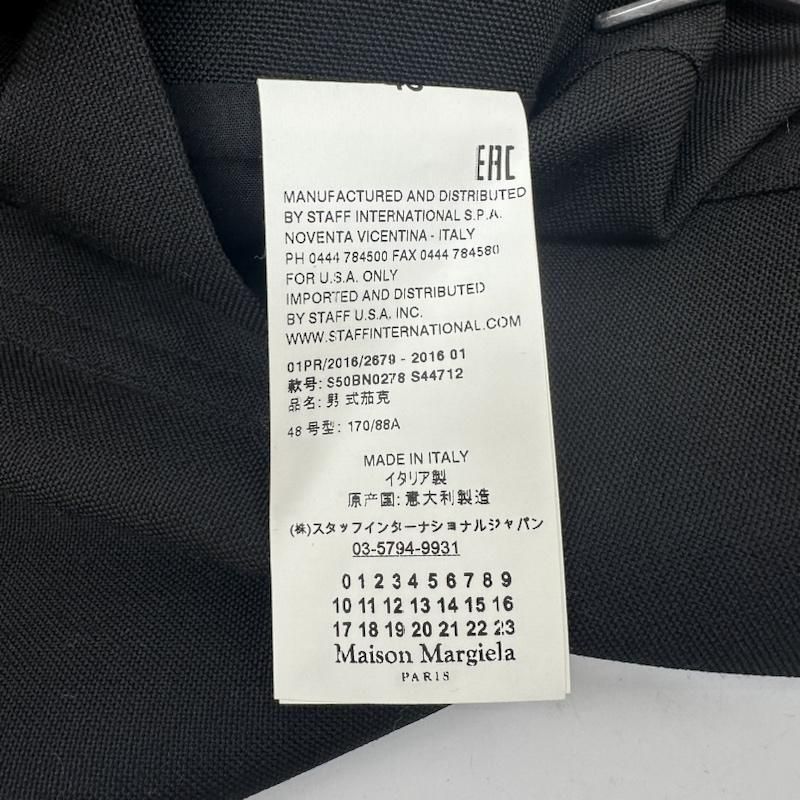 EAC
MANUFACTURED AND DISTRIBUTED
BY STAFF INTERNATIONAL S.P.A.
NOVENTA VICENTINA - ITALY
PH 0444 784500 FAX 0444 784580
FOR U.S.A. ONLY
IMPORTED AND DISTRIBUTED
BY STAFF U.S.A. INC.
WWW.STAFFINTERNATIONAL.COM
01PR/2016/2679 - 2016 01
款号: S50BN0278 S44712
品名: 男式茄克
48 号型: 170/88A
MADE IN ITALY
イタリア製
原产国: 意大利製造
(株)スタッフインターナショナルジャパン
03-5794-9931
0 1 2 3 4 5 6 7 8 9
10 11 12 13 14 15 16
17 18 19 20 21 22 23
Maison Margiela
PARIS